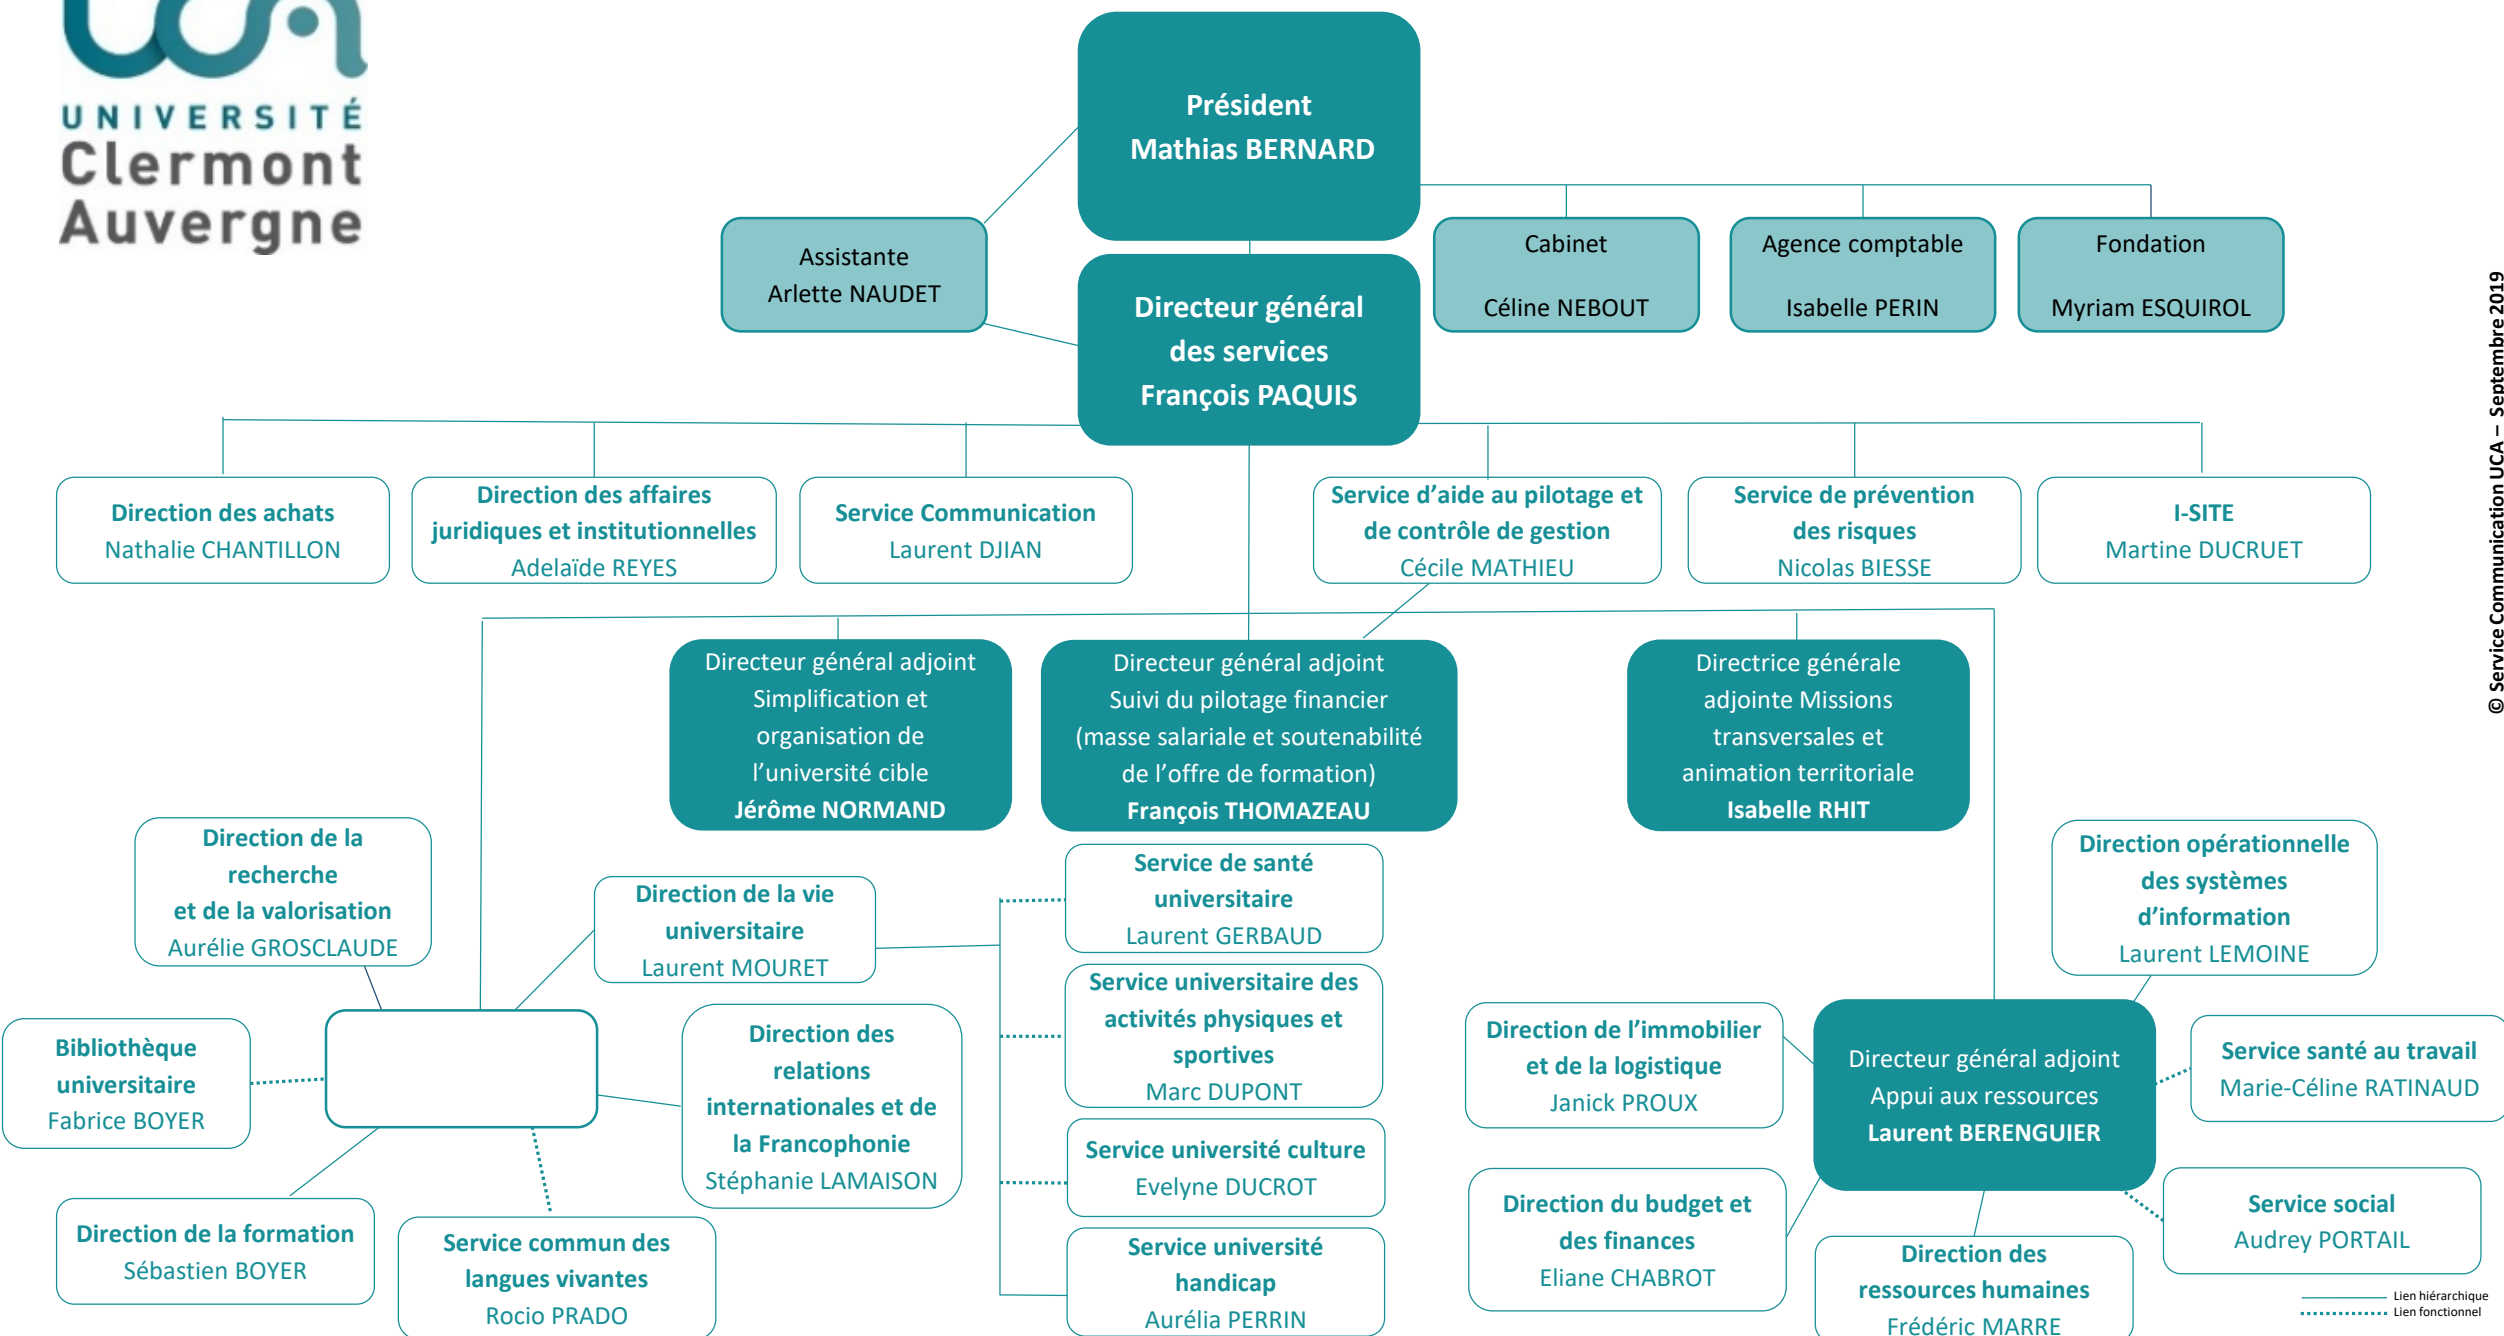 UNIVERSITÉ
Clermont
Auvergne
Président
Mathias BERNARD
Assistante
Arlette NAUDET
Directeur général
des services
François PAQUIS
Cabinet
Céline NEBOUT
Agence comptable
Isabelle PERIN
Fondation
Myriam ESQUIROL
© Service Communication UCA – Septembre 2019
Direction des achats
Nathalie CHANTILLON
Direction des affaires
juridiques et institutionnelles
Adelaïde REYES
Service Communication
Laurent DJIAN
Service d’aide au pilotage et
de contrôle de gestion
Cécile MATHIEU
Service de prévention
des risques
Nicolas BIESSE
I-SITE
Martine DUCRUET
Directeur général adjoint
Simplification et
organisation de
l’université cible
Jérôme NORMAND
Directeur général adjoint
Suivi du pilotage financier
(masse salariale et soutenabilité
de l’offre de formation)
François THOMAZEAU
Directrice générale
adjointe Missions
transversales et
animation territoriale
Isabelle RHIT
Direction de la
recherche
et de la valorisation
Aurélie GROSCLAUDE
Direction de la vie
universitaire
Laurent MOURET
Service de santé
universitaire
Laurent GERBAUD
Direction opérationnelle
des systèmes
d’information
Laurent LEMOINE
Bibliothèque
universitaire
Fabrice BOYER
Direction des
relations
internationales et de
la Francophonie
Stéphanie LAMAISON
Service universitaire des
activités physiques et
sportives
Marc DUPONT
Direction de l’immobilier
et de la logistique
Janick PROUX
Directeur général adjoint
Appui aux ressources
Laurent BERENGUIER
Service santé au travail
Marie-Céline RATINAUD
Service université culture
Evelyne DUCROT
Direction de la formation
Sébastien BOYER
Service commun des
langues vivantes
Rocio PRADO
Service université
handicap
Aurélia PERRIN
Direction du budget et
des finances
Eliane CHABROT
Direction des
ressources humaines
Frédéric MARRE
Service social
Audrey PORTAIL
Lien hiérarchique
Lien fonctionnel